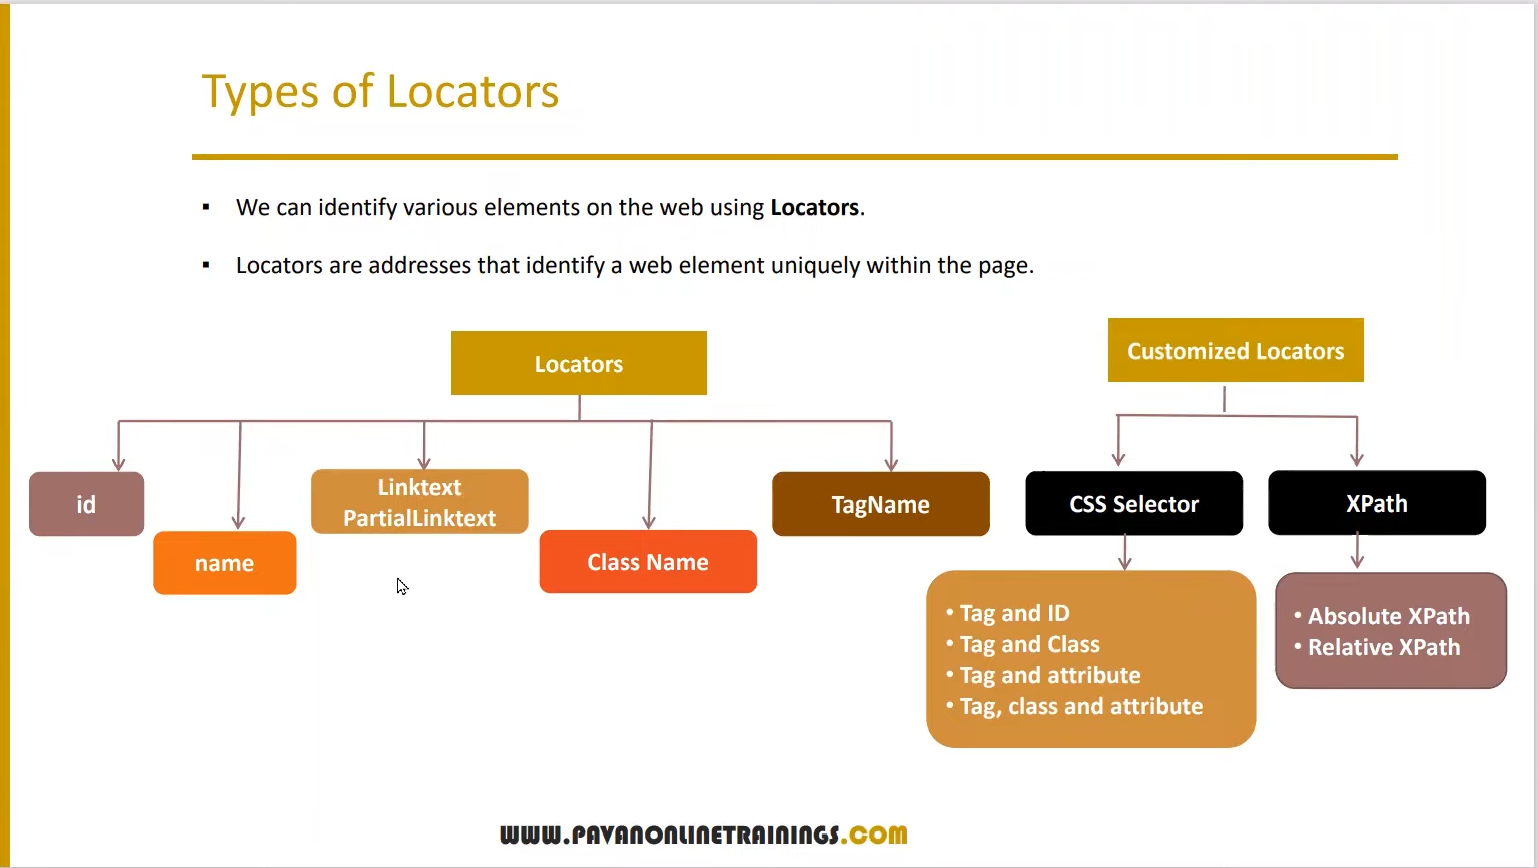 Types of Locators
▪ We can identify various elements on the web using Locators.
▪ Locators are addresses that identify a web element uniquely within the page.
Locators
id
name
Linktext
PartialLinktext
Class Name
TagName
Customized Locators
CSS Selector
• Tag and ID
• Tag and Class
• Tag and attribute
• Tag, class and attribute
XPath
• Absolute XPath
• Relative XPath
WWW.PAVANONLINETRAININGS.COM